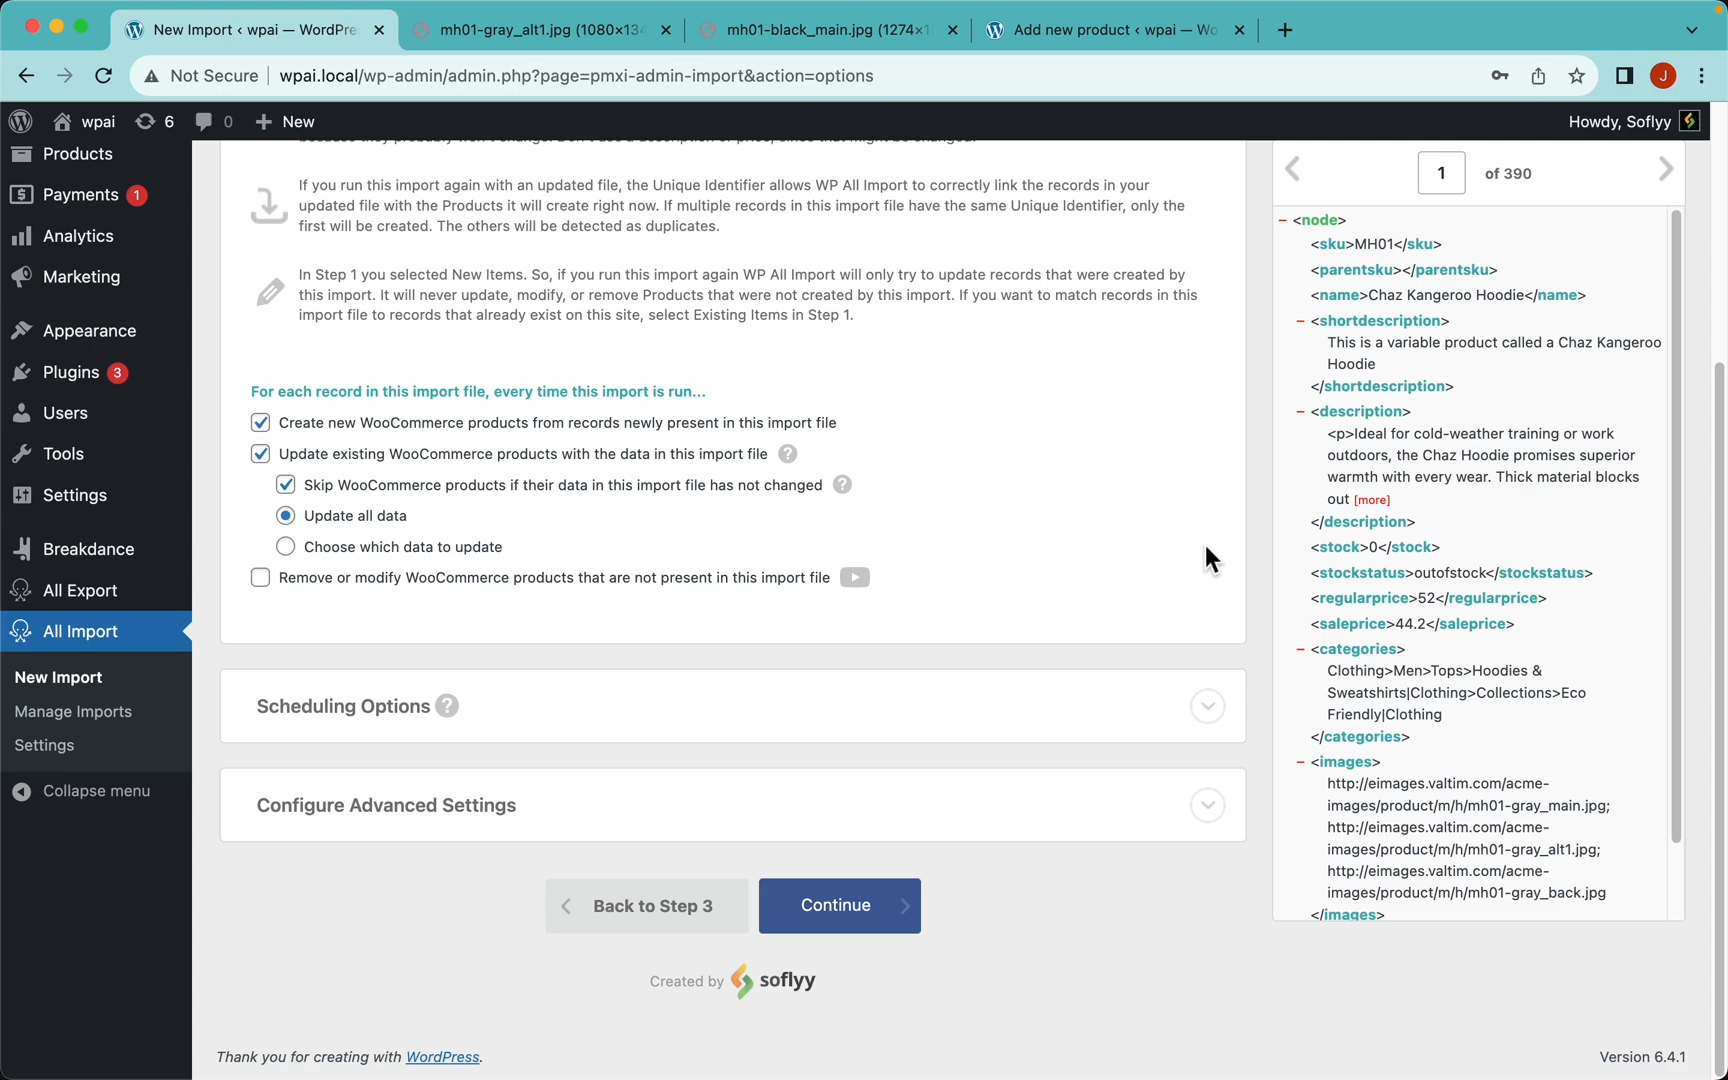 New Import ‹ wpai — WordPre
mh01-gray_alt1.jpg (1080×134
mh01-black_main.jpg (1274×1
Add new product ‹ wpai — Wo
Not Secure
wpai.local/wp-admin/admin.php?page=pmxi-admin-import&action=options
J
wpai
6
0
New
Howdy, Soflyy
Products
Payments 1
Analytics
Marketing
Appearance
Plugins 3
Users
Tools
Settings
Breakdance
All Export
All Import
New Import
Manage Imports
Settings
Collapse menu
If you run this import again with an updated file, the Unique Identifier allows WP All Import to correctly link the records in your
updated file with the Products it will create right now. If multiple records in this import file have the same Unique Identifier, only the
first will be created. The others will be detected as duplicates.
In Step 1 you selected New Items. So, if you run this import again WP All Import will only try to update records that were created by
this import. It will never update, modify, or remove Products that were not created by this import. If you want to match records in this
import file to records that already exist on this site, select Existing Items in Step 1.
For each record in this import file, every time this import is run...
Create new WooCommerce products from records newly present in this import file
Update existing WooCommerce products with the data in this import file ?
Skip WooCommerce products if their data in this import file has not changed ?
Update all data
Choose which data to update
Remove or modify WooCommerce products that are not present in this import file
Scheduling Options ?
Configure Advanced Settings
Back to Step 3
Continue
Created by soflyy
Thank you for creating with WordPress.
Version 6.4.1
1 of 390
− <node>
<sku>MH01</sku>
<parentsku></parentsku>
<name>Chaz Kangeroo Hoodie</name>
− <shortdescription>
This is a variable product called a Chaz Kangeroo
Hoodie
</shortdescription>
− <description>
<p>Ideal for cold-weather training or work
outdoors, the Chaz Hoodie promises superior
warmth with every wear. Thick material blocks
out [more]
</description>
<stock>0</stock>
<stockstatus>outofstock</stockstatus>
<regularprice>52</regularprice>
<saleprice>44.2</saleprice>
− <categories>
Clothing>Men>Tops>Hoodies &
Sweatshirts|Clothing>Collections>Eco
Friendly|Clothing
</categories>
− <images>
http://eimages.valtim.com/acme-
images/product/m/h/mh01-gray_main.jpg;
http://eimages.valtim.com/acme-
images/product/m/h/mh01-gray_alt1.jpg;
http://eimages.valtim.com/acme-
images/product/m/h/mh01-gray_back.jpg
</images>